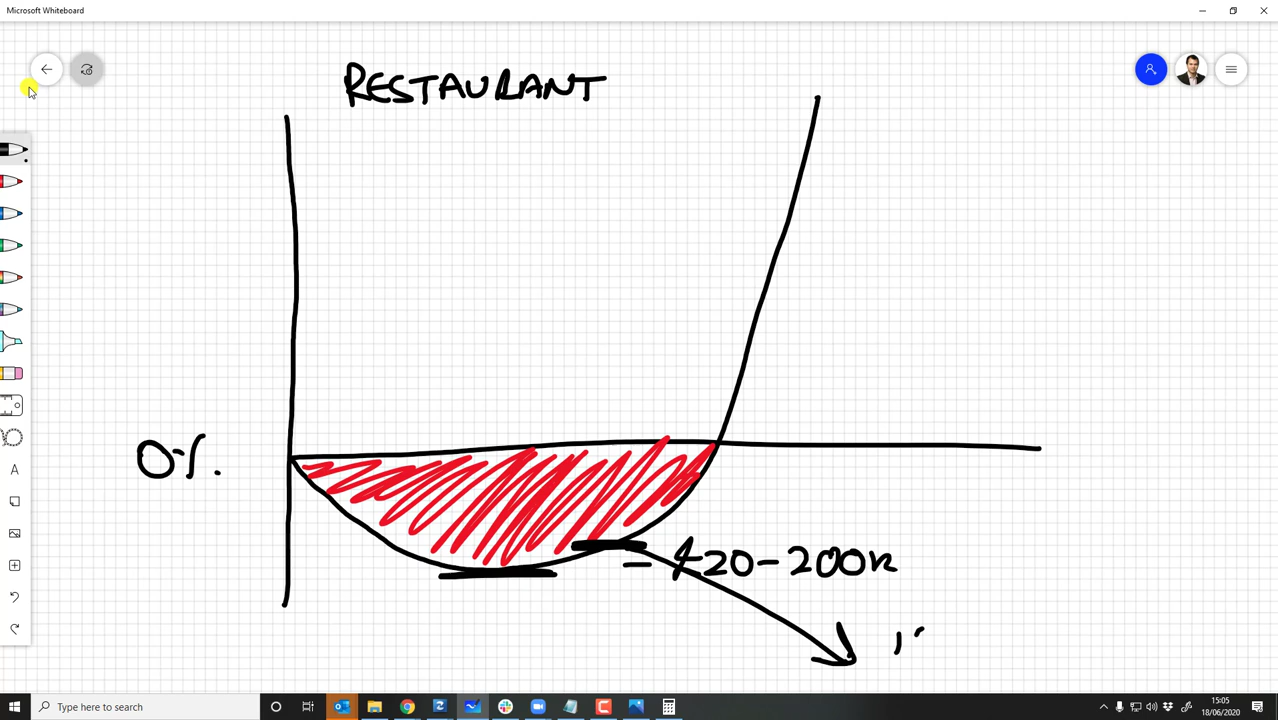 Microsoft Whiteboard
RESTAURANT
0%.
- £20-200k
A
Type here to search
15:05
18/06/2020